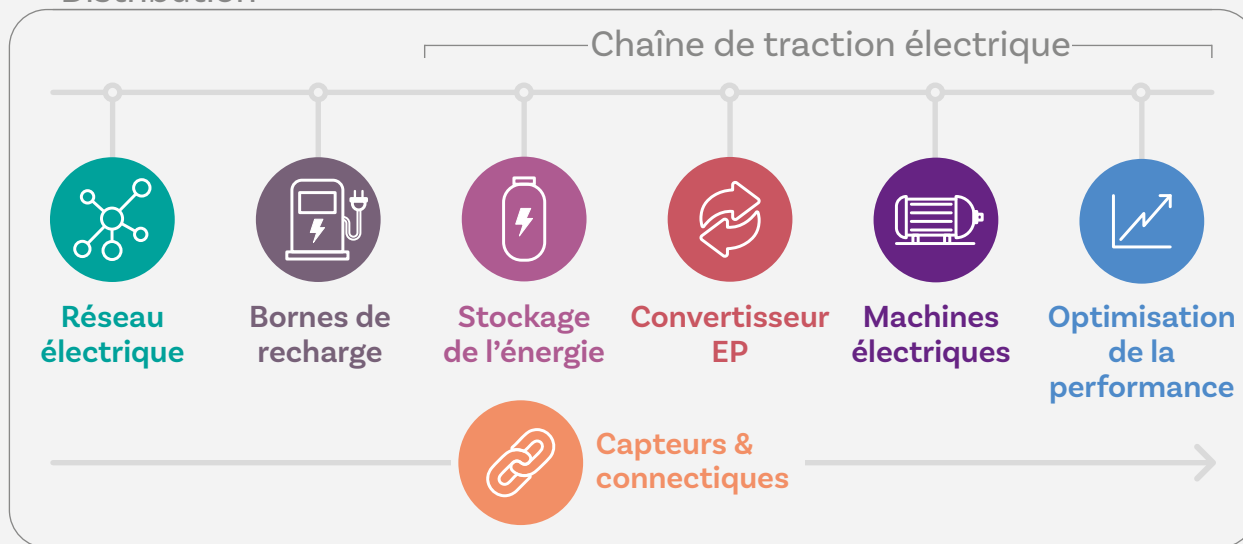 Distribution
Chaîne de traction électrique
Réseau
électrique
Bornes de
recharge
Stockage
de l’énergie
Convertisseur
EP
Machines
électriques
Optimisation
de la
performance
Capteurs &
connectiques